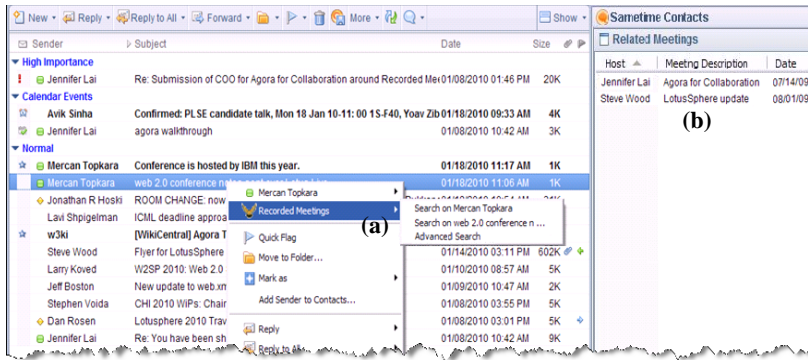 New Reply Reply to All Forward More Show
Sender Subject Date Size
High Importance
! Jennifer Lai Re: Submission of COO for Agora for Collaboration around Recorded Me 01/08/2010 01:46 PM 20K
Calendar Events
Avik Sinha Confirmed: PLSE candidate talk, Mon 18 Jan 10-11: 00 1S-F40, Yoav Zib 01/18/2010 09:33 AM 4K
Jennifer Lai agora walkthrough 01/08/2010 10:42 AM 3K
Normal
Mercan Topkara Conference is hosted by IBM this year. 01/18/2010 11:17 AM 1K
Mercan Topkara web 2.0 conference 01/18/2010 11:06 AM 1K
Jonathan R Hoski ROOM CHANGE: now
Lavi Shpigelman ICML deadline approa
w3ki [WikiCentral] Agora T
Steve Wood Flyer for LotusSphere 01/14/2010 03:11 PM 602K
Larry Koved W2SP 2010: Web 2.0 01/10/2010 08:57 AM 5K
Jeff Boston New update to web.xm 01/09/2010 10:47 AM 2K
Stephen Voida CHI 2010 WiPs: Chair 01/08/2010 03:55 PM 5K
Dan Rosen Lotusphere 2010 Trav 01/08/2010 03:01 PM 5K
Jennifer Lai Re: You have been sh 01/08/2010 10:42 AM 9K
Mercan Topkara
Recorded Meetings
(a)
Quick Flag
Move to Folder...
Mark as
Add Sender to Contacts...
Reply
Reply to All
Search on Mercan Topkara
Search on web 2.0 conference n ...
Advanced Search
Sametime Contacts
Related Meetings
Host Meetng Description Date
Jennifer Lai Agora for Collaboration 07/14/09
Steve Wood LotusSphere update 08/01/09
(b)